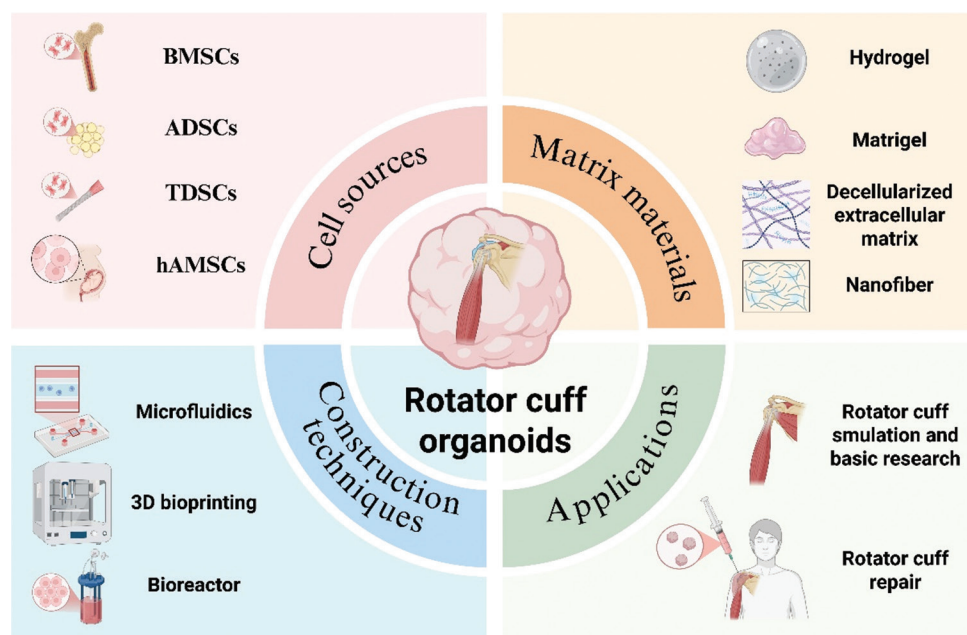 BMSCs
ADSCs
TDSCs
hAMSCs
Cell sources
Matrix materials
Hydrogel
Matrigel
Decellularized
extracellular
matrix
Nanofiber
Rotator cuff
organoids
Microfluidics
3D bioprinting
Bioreactor
Construction
techniques
Applications
Rotator cuff
smulation and
basic research
Rotator cuff
repair